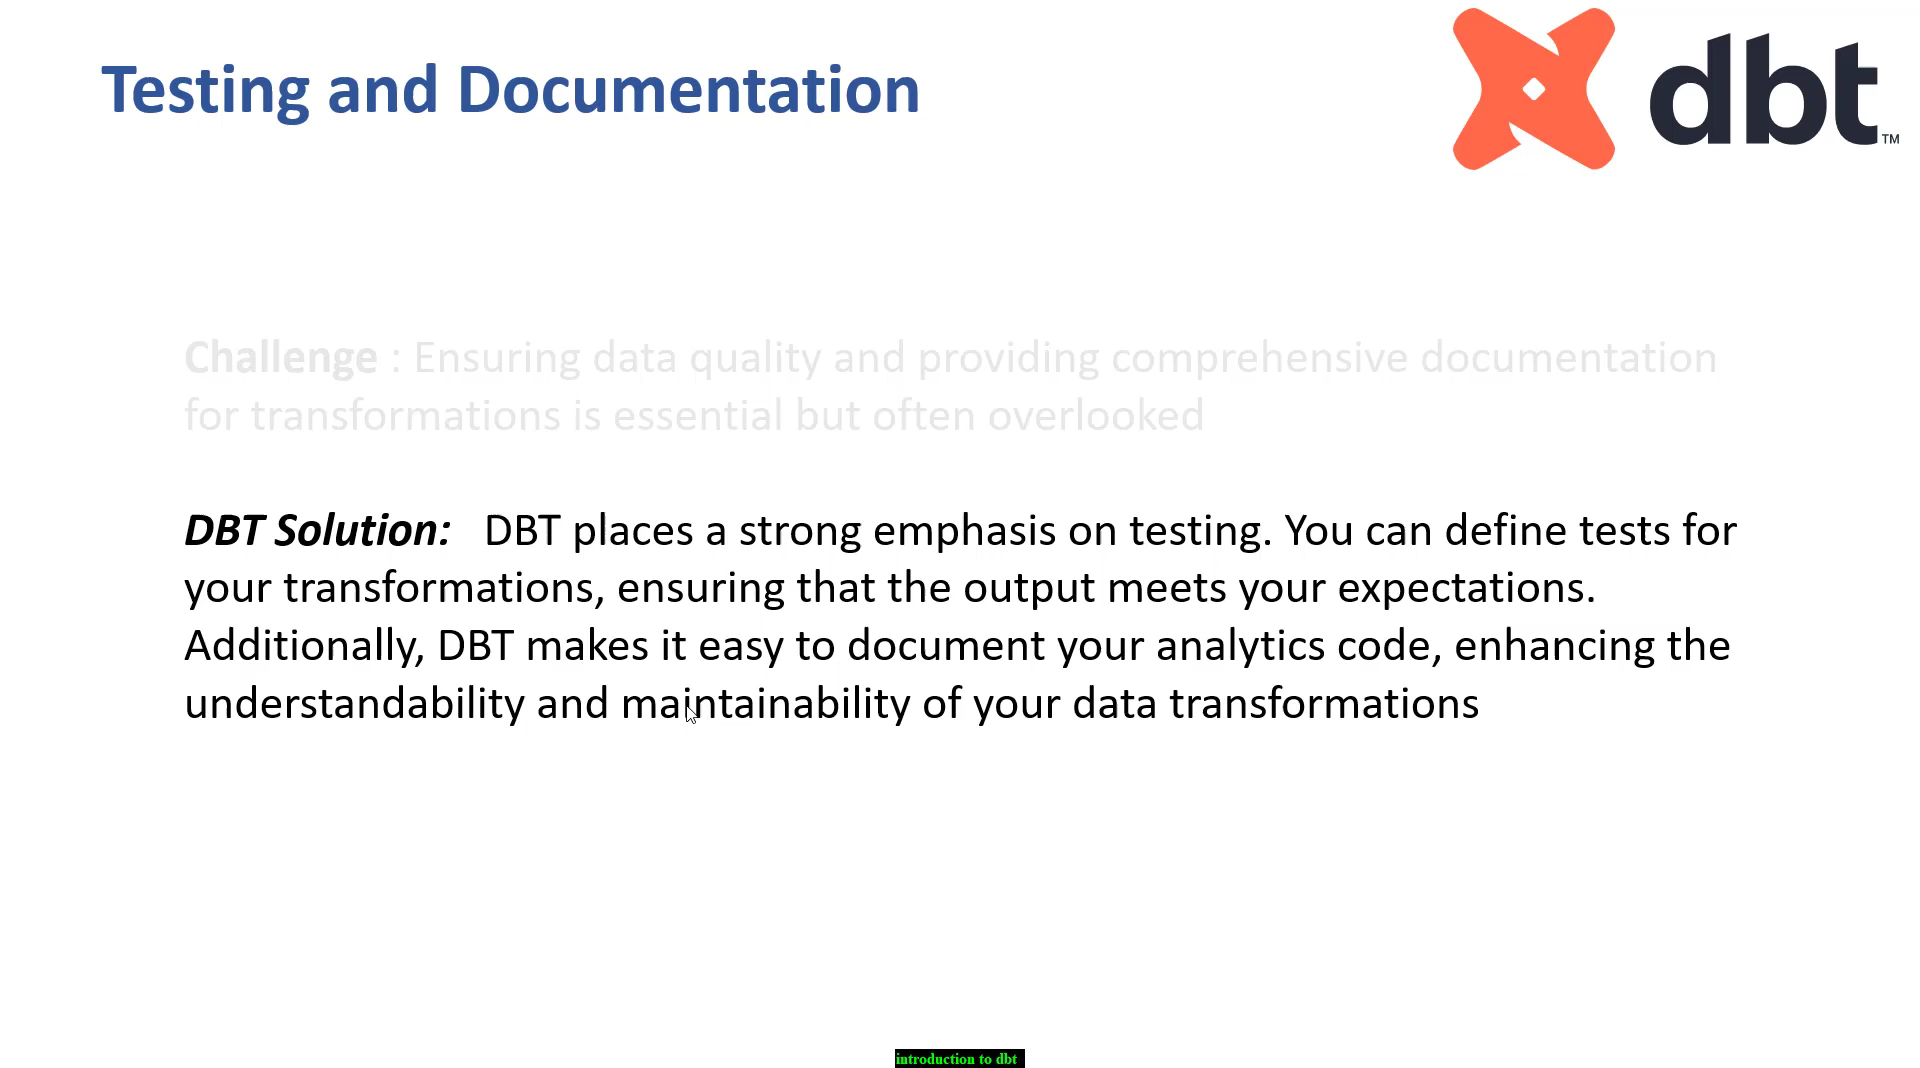 Testing and Documentation
dbt™
Challenge : Ensuring data quality and providing comprehensive documentation
for transformations is essential but often overlooked
DBT Solution: DBT places a strong emphasis on testing. You can define tests for
your transformations, ensuring that the output meets your expectations.
Additionally, DBT makes it easy to document your analytics code, enhancing the
understandability and maintainability of your data transformations
introduction to dbt